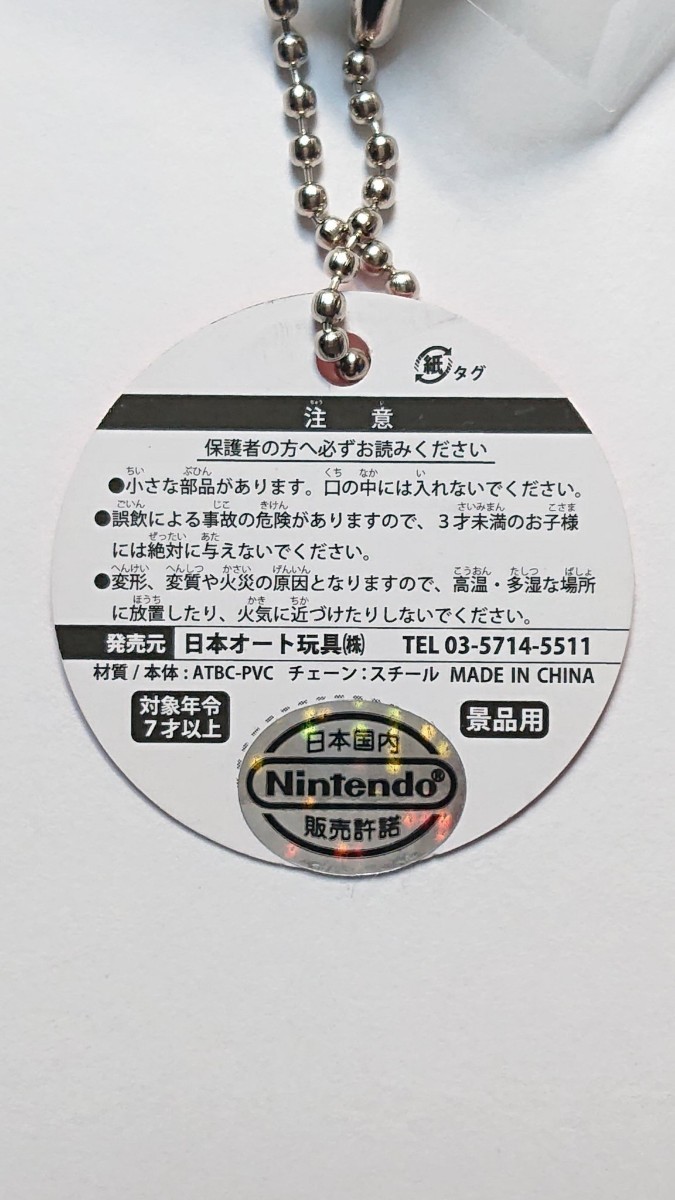 紙 タグ
注意
保護者の方へ必ずお読みください
●小さな部品があります。口の中には入れないでください。
●誤飲による事故の危険がありますので、３才未満のお子様
には絶対に与えないでください。
●変形、変質や火災の原因となりますので、高温・多湿な場所
に放置したり、火気に近づけたりしないでください。
発売元 日本オート玩具㈱ TEL 03-5714-5511
材質/本体：ATBC-PVC チェーン：スチール MADE IN CHINA
対象年令
７才以上
景品用
日本国内
Nintendo®
販売許諾